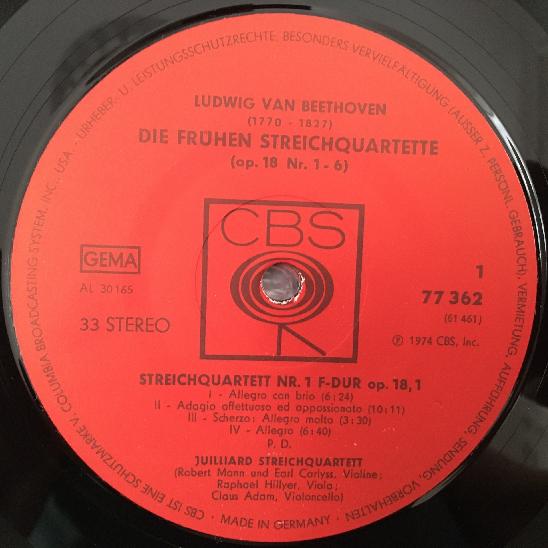 URHEBER- U. LEISTUNGSSCHUTZRECHTE, BESONDERS VERVIELFÄLTIGUNG (AUSSER Z. PERSÖNL. GEBRAUCH), VERMIETUNG, AUFFÜHRUNG, SENDUNG, VORBEHALTEN
LUDWIG VAN BEETHOVEN
(1770 - 1827)
DIE FRÜHEN STREICHQUARTETTE
(op. 18 Nr. 1 - 6)
CBS
GEMA
AL 30165
33 STEREO
1
77 362
(61 461)
Ⓟ 1974 CBS, Inc.
STREICHQUARTETT NR. 1 F-DUR op. 18,1
I - Allegro con brio (6:24)
II - Adagio affettuoso ed appassionato (10:11)
III - Scherzo: Allegro molto (3:30)
IV - Allegro (6:40)
P. D.
JUILLIARD STREICHQUARTETT
(Robert Mann und Earl Carlyss, Violine;
Raphael Hillyer, Viola;
Claus Adam, Violoncello)
CBS IST EINE SCHUTZMARKE V. COLUMBIA BROADCASTING SYSTEM, INC., USA
MADE IN GERMANY